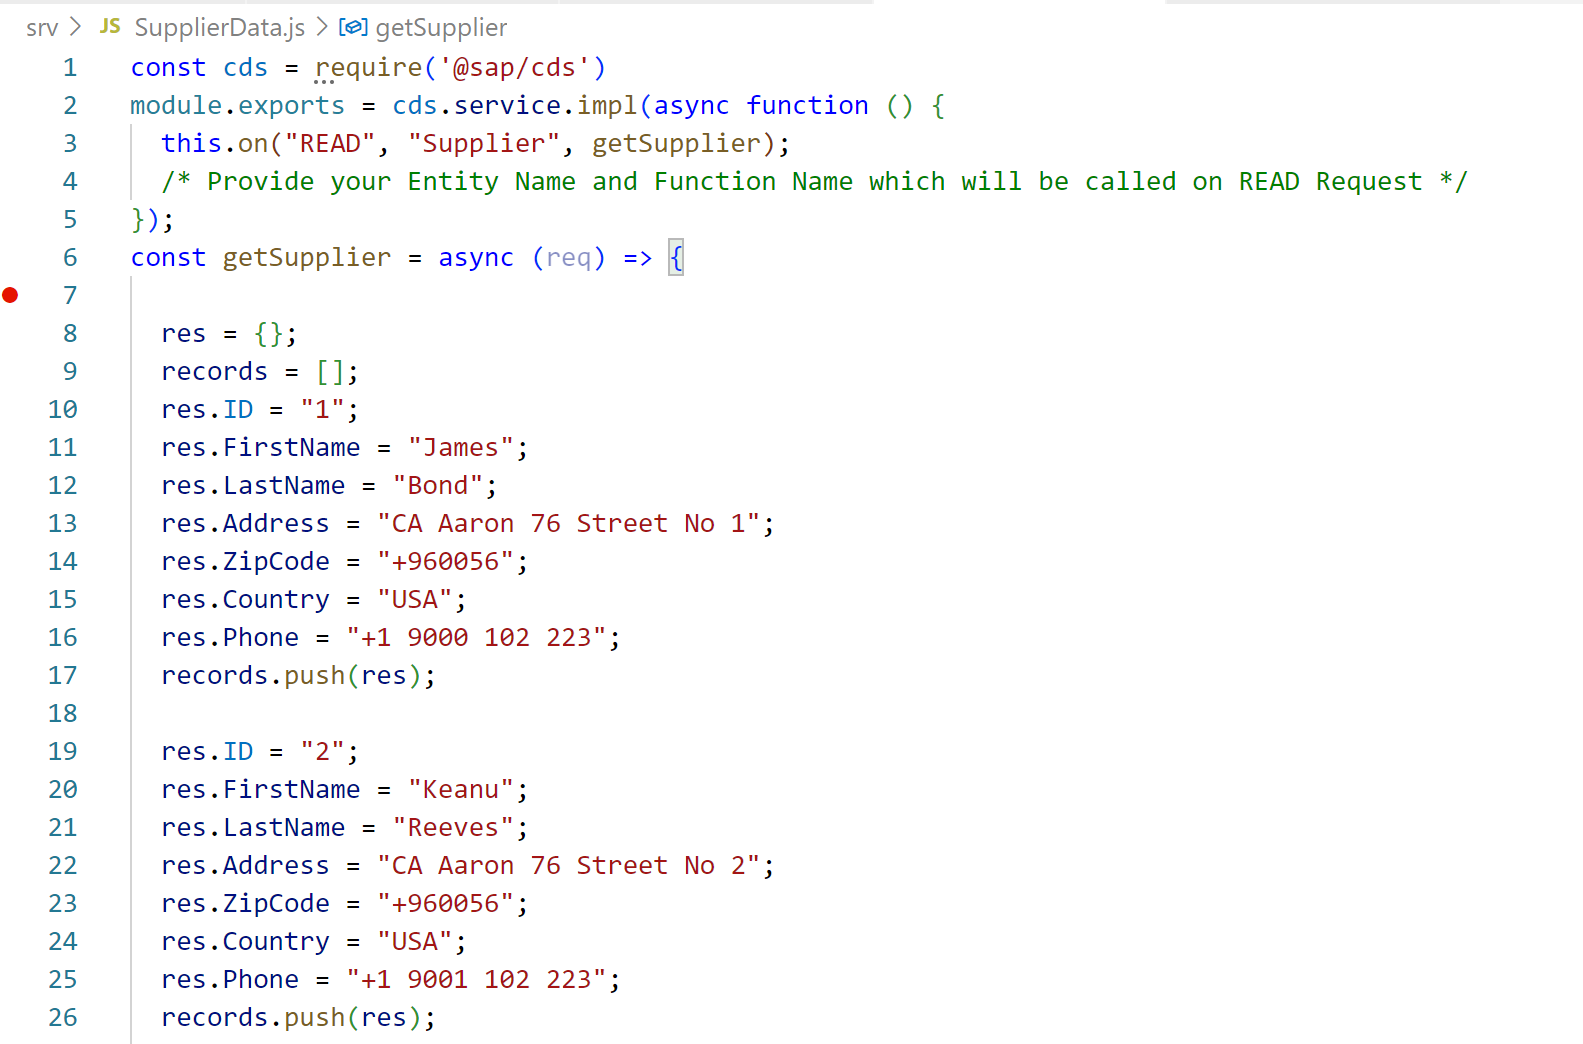 srv > JS SupplierData.js > getSupplier
1 const cds = require('@sap/cds')
2 module.exports = cds.service.impl(async function () {
3 this.on("READ", "Supplier", getSupplier);
4 /* Provide your Entity Name and Function Name which will be called on READ Request */
5 });
6 const getSupplier = async (req) => {
7
8 res = {};
9 records = [];
10 res.ID = "1";
11 res.FirstName = "James";
12 res.LastName = "Bond";
13 res.Address = "CA Aaron 76 Street No 1";
14 res.ZipCode = "+960056";
15 res.Country = "USA";
16 res.Phone = "+1 9000 102 223";
17 records.push(res);
18
19 res.ID = "2";
20 res.FirstName = "Keanu";
21 res.LastName = "Reeves";
22 res.Address = "CA Aaron 76 Street No 2";
23 res.ZipCode = "+960056";
24 res.Country = "USA";
25 res.Phone = "+1 9001 102 223";
26 records.push(res);